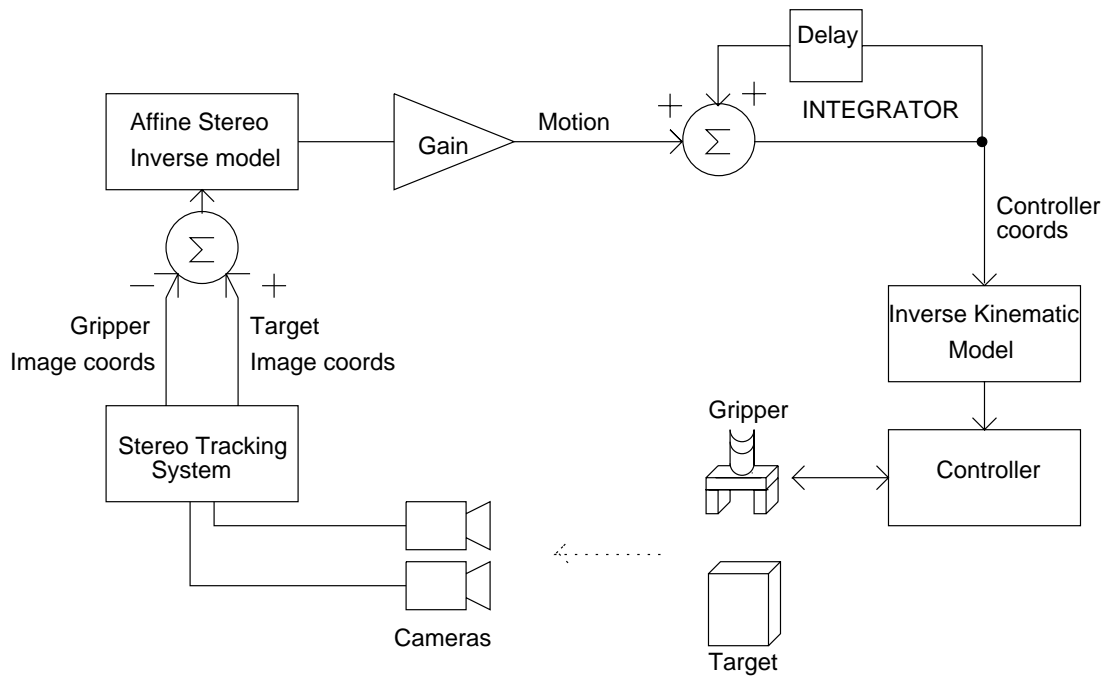 Delay
INTEGRATOR
Affine Stereo
Inverse model
Gain
Motion
+
+
Σ
Controller
coords
Σ
−
+
Gripper
Image coords
Target
Image coords
Inverse Kinematic
Model
Stereo Tracking
System
Gripper
Controller
Cameras
Target